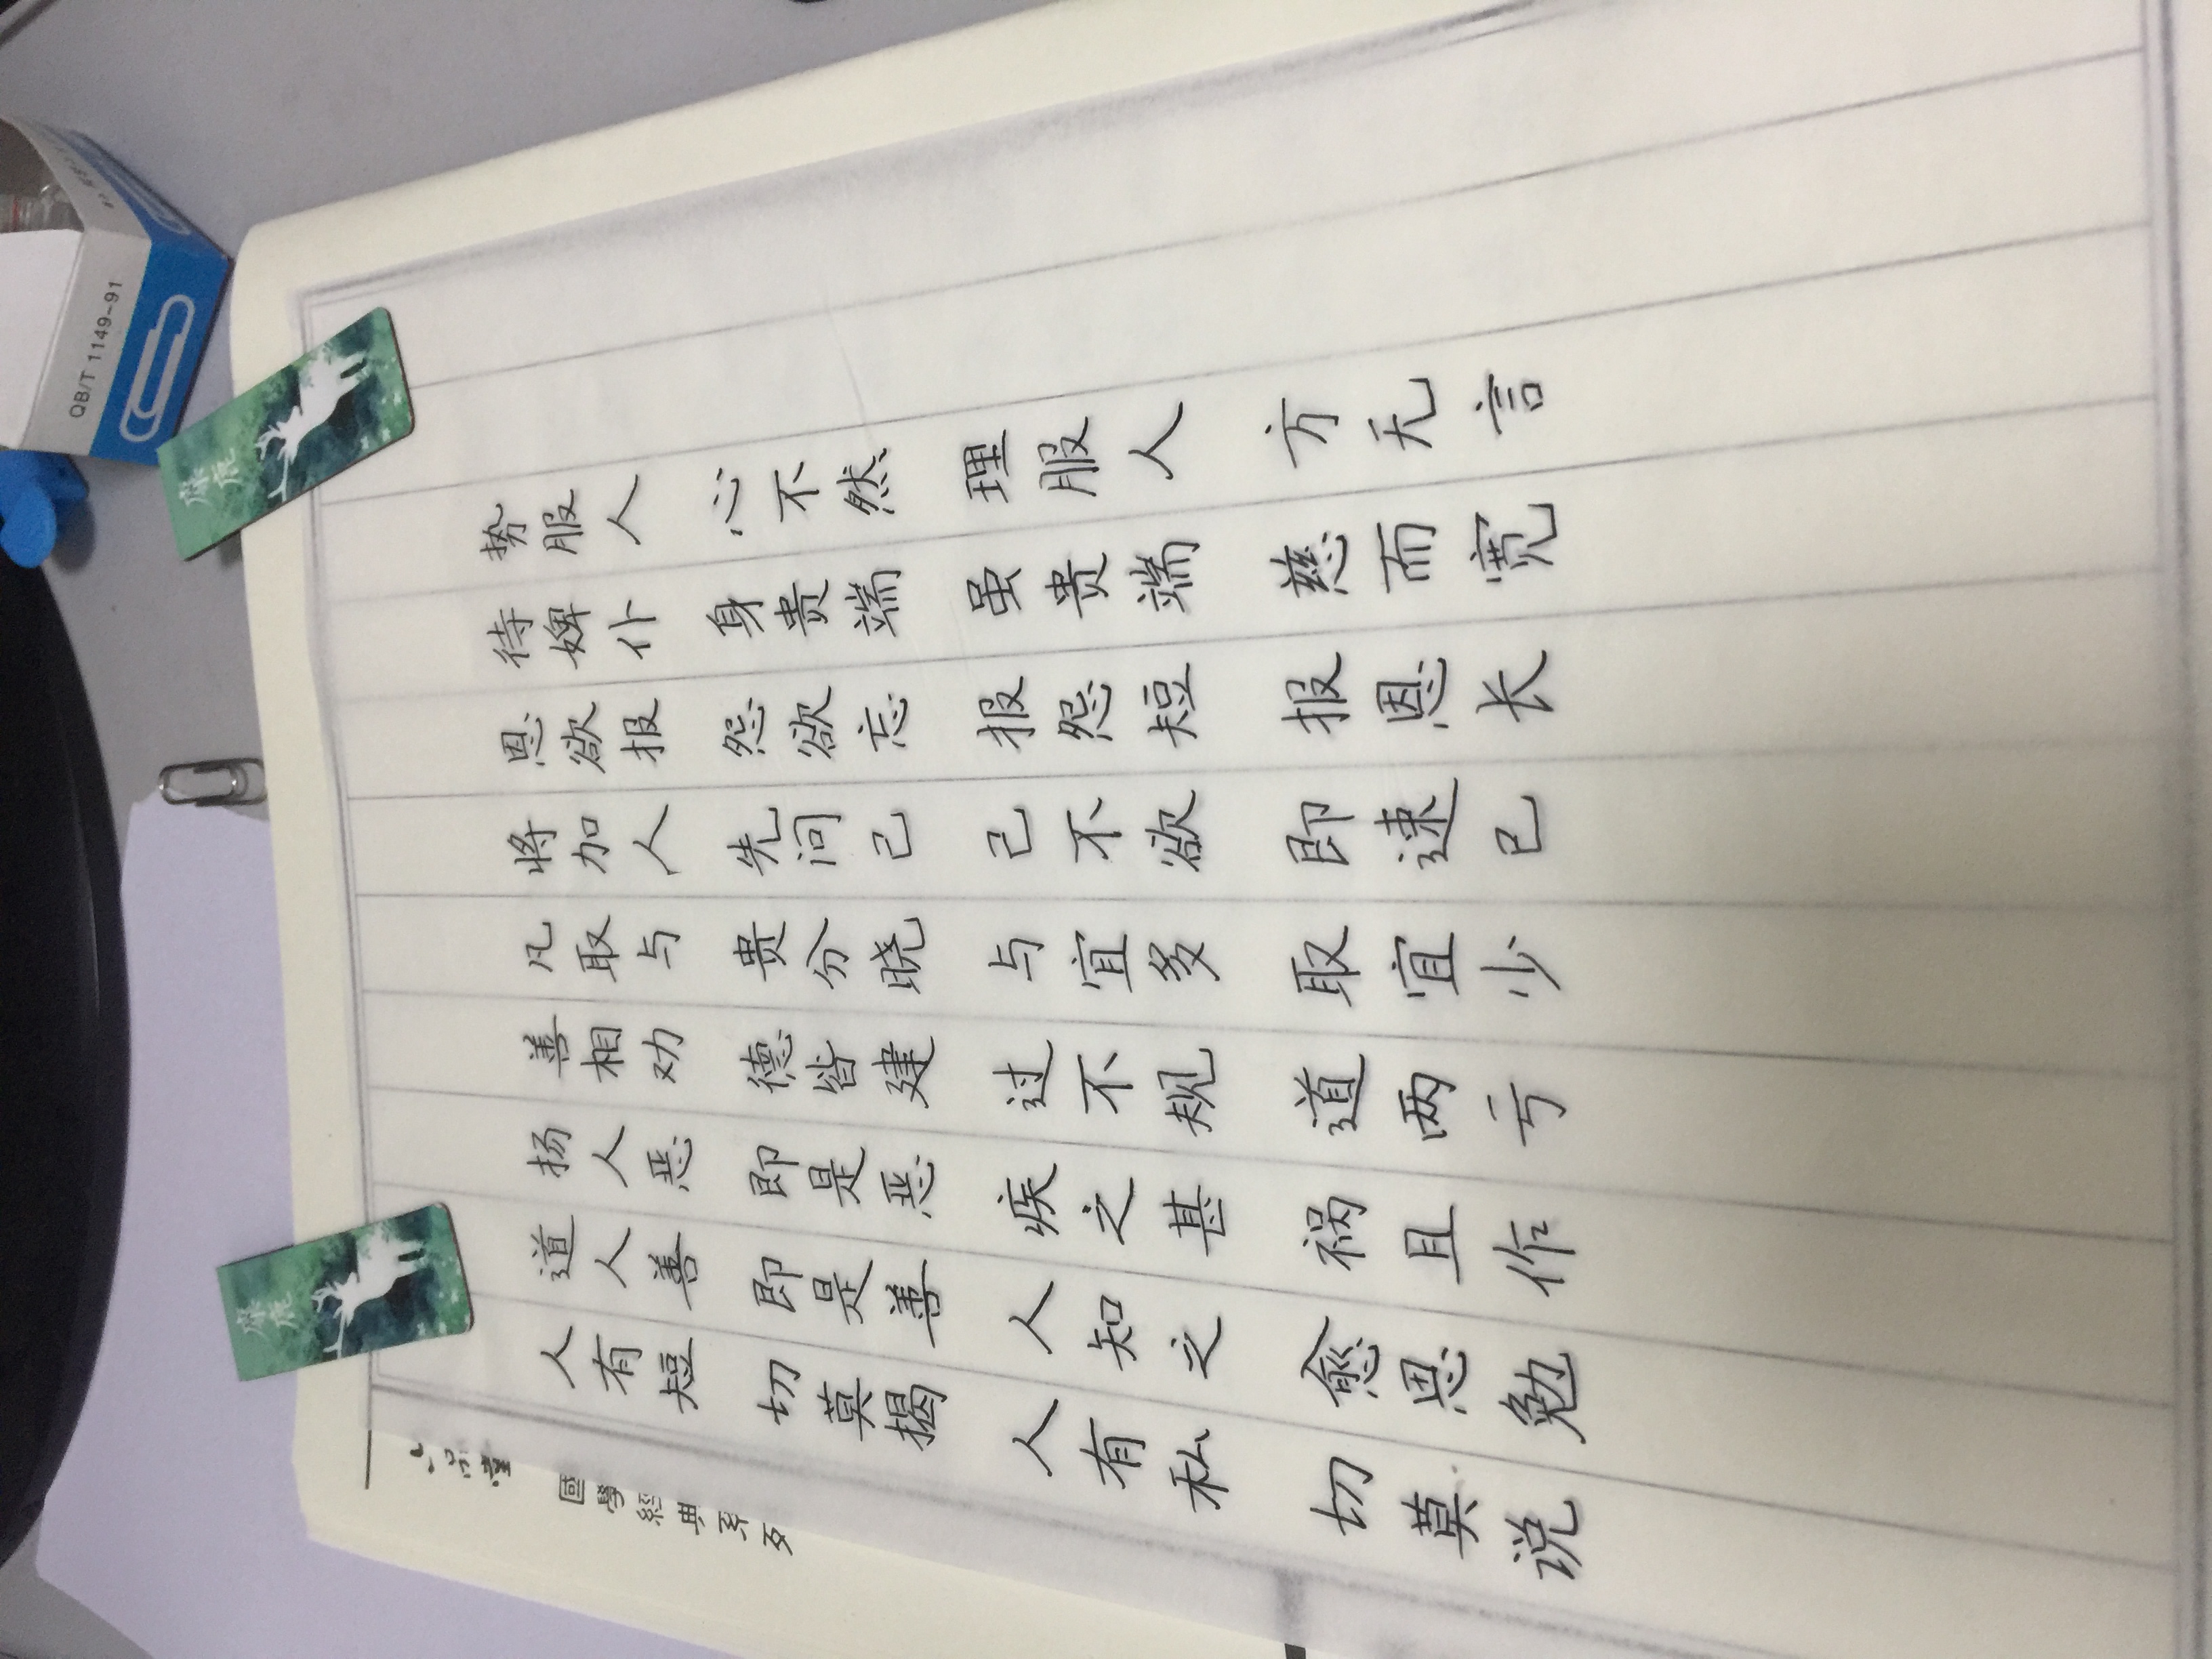 QB/T 1149-91
麋鹿
麋鹿
品堂 國學經典系列
人有短 切莫揭 人有私 切莫说
道人善 即是善 人知之 愈思勉
扬人恶 即是恶 疾之甚 祸且作
善相劝 德皆建 过不规 道两亏
凡取与 贵分晓 与宜多 取宜少
将加人 先问己 己不欲 即速已
恩欲报 怨欲忘 报怨短 报恩长
待婢仆 身贵端 虽贵端 慈而宽
势服人 心不然 理服人 方无言